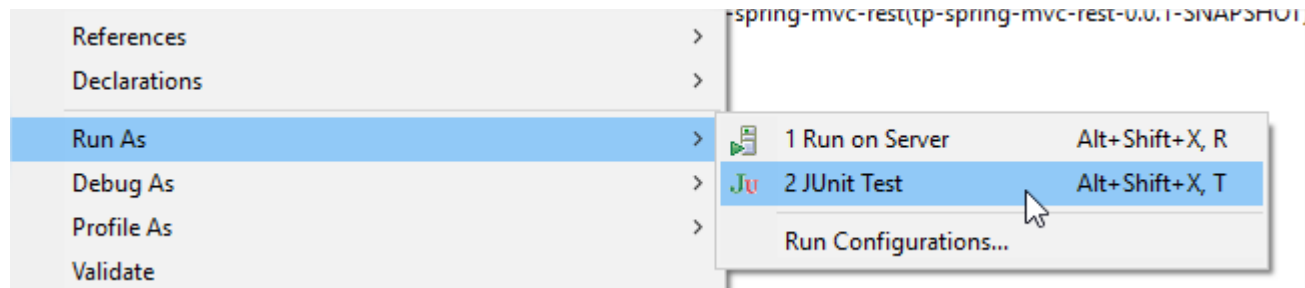 -spring-mvc-rest(tp-spring-mvc-rest-0.0.1-SNAPSHOT)
References >
Declarations >
Run As >
Debug As >
Profile As >
Validate
1 Run on Server Alt+Shift+X, R
Ju 2 JUnit Test Alt+Shift+X, T
Run Configurations...